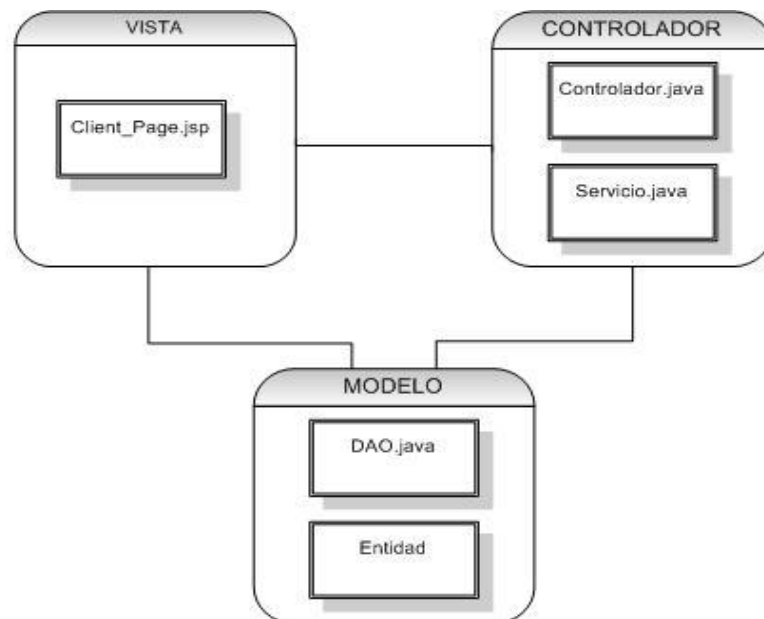 VISTA
Client_Page.jsp
CONTROLADOR
Controlador.java
Servicio.java
MODELO
DAO.java
Entidad